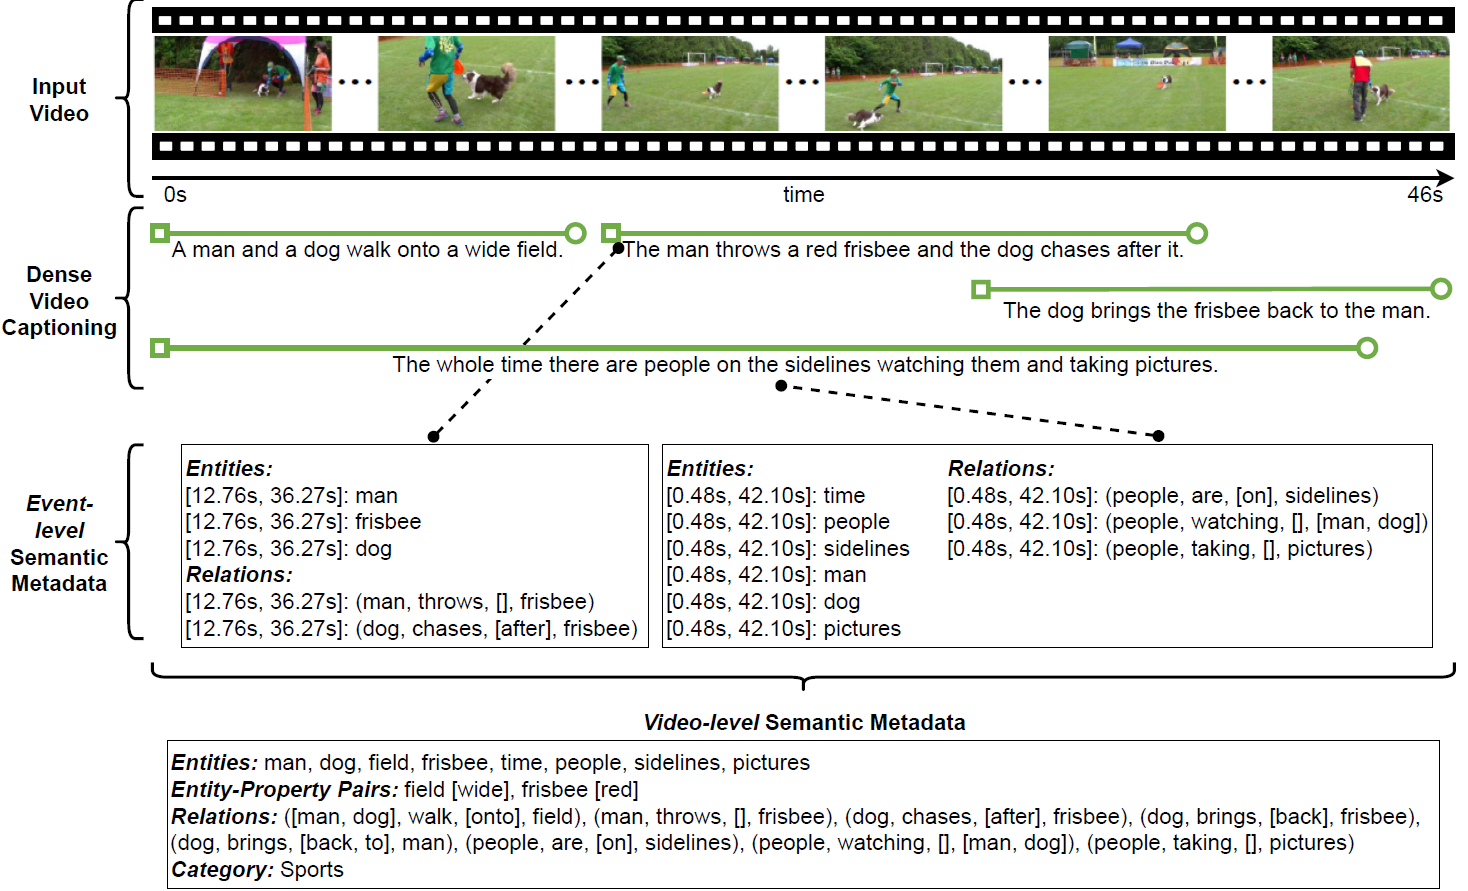 Input
Video
0s
time
46s
Dense
Video
Captioning
A man and a dog walk onto a wide field.
The man throws a red frisbee and the dog chases after it.
The dog brings the frisbee back to the man.
The whole time there are people on the sidelines watching them and taking pictures.
Event-
level
Semantic
Metadata
Entities:
[12.76s, 36.27s]: man
[12.76s, 36.27s]: frisbee
[12.76s, 36.27s]: dog
Relations:
[12.76s, 36.27s]: (man, throws, [], frisbee)
[12.76s, 36.27s]: (dog, chases, [after], frisbee)
Entities:
[0.48s, 42.10s]: time
[0.48s, 42.10s]: people
[0.48s, 42.10s]: sidelines
[0.48s, 42.10s]: man
[0.48s, 42.10s]: dog
[0.48s, 42.10s]: pictures
Relations:
[0.48s, 42.10s]: (people, are, [on], sidelines)
[0.48s, 42.10s]: (people, watching, [], [man, dog])
[0.48s, 42.10s]: (people, taking, [], pictures)
Video-level Semantic Metadata
Entities: man, dog, field, frisbee, time, people, sidelines, pictures
Entity-Property Pairs: field [wide], frisbee [red]
Relations: ([man, dog], walk, [onto], field), (man, throws, [], frisbee), (dog, chases, [after], frisbee), (dog, brings, [back], frisbee),
(dog, brings, [back, to], man), (people, are, [on], sidelines), (people, watching, [], [man, dog]), (people, taking, [], pictures)
Category: Sports